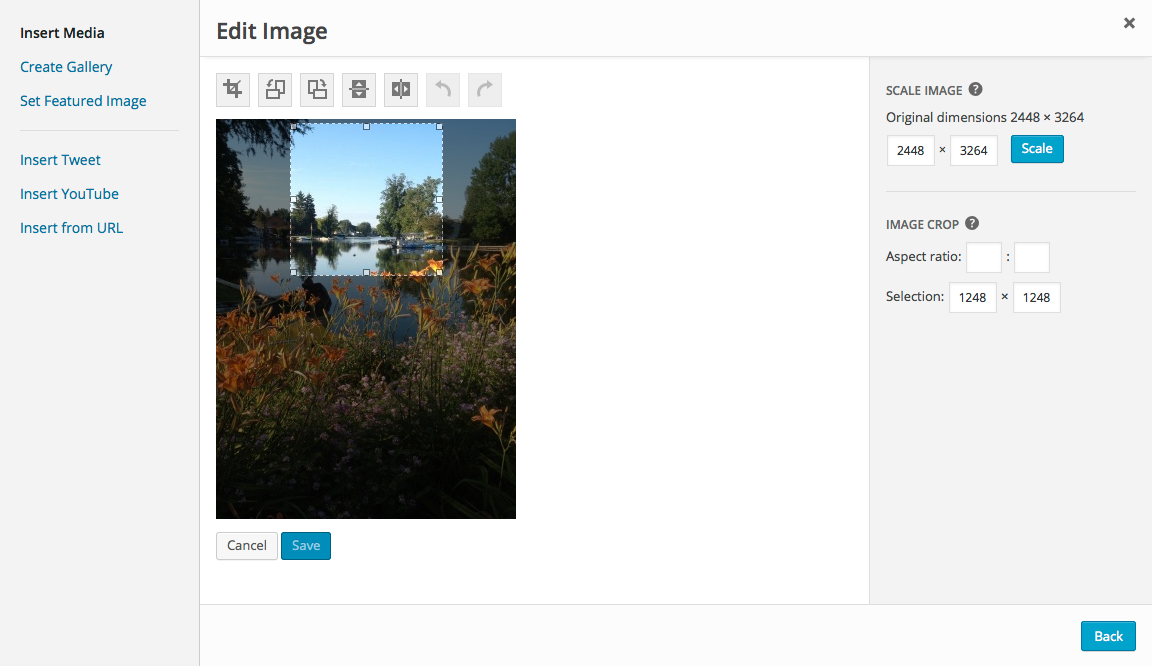 Insert Media
Create Gallery
Set Featured Image
Insert Tweet
Insert YouTube
Insert from URL
Edit Image
×
SCALE IMAGE ?
Original dimensions 2448 × 3264
2448 × 3264 Scale
IMAGE CROP ?
Aspect ratio: :
Selection: 1248 × 1248
Cancel Save
Back